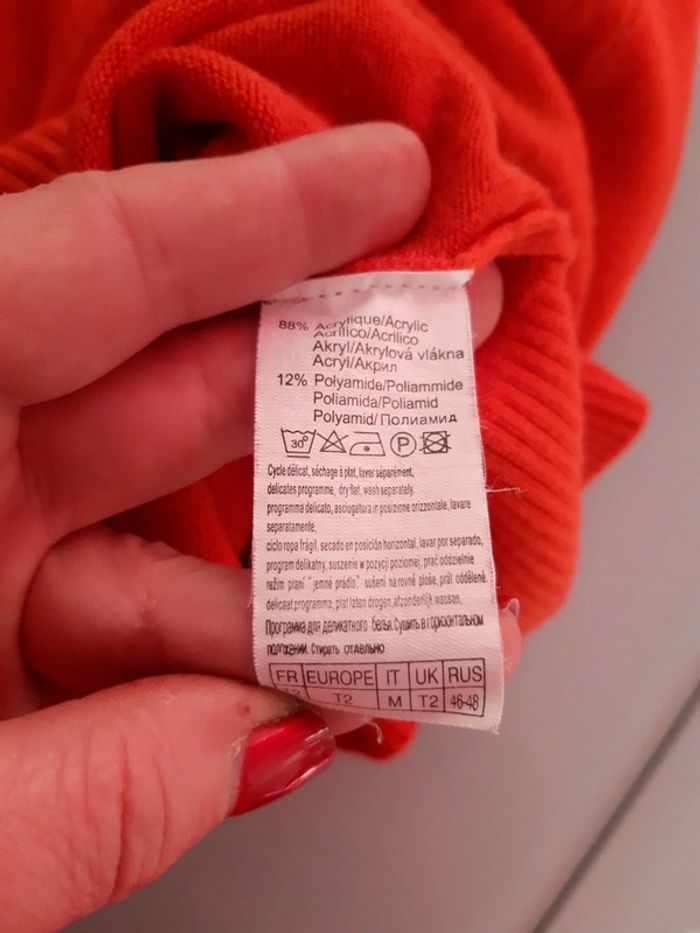 88% Acrylique/Acrylic
Acrilico/Acrílico
Akryl/Akrylová vlákna
Acryl/Акрил
12% Polyamide/Poliammide
Poliamida/Poliamid
Polyamid/Полиамид
30° P
Cycle délicat, séchage à plat, laver séparément,
delicates programme, dry flat, wash separately.
programma delicato, asciugatura in posizione orizzontale, lavare
separatamente,
ciclo ropa frágil, secado en posición horizontal, lavar por separado,
program delikatny, suszenie w pozycji poziomej, prać oddzielnie
režim praní "jemné prádlo" sušení na rovné ploše, prát odděleně.
delicaat programma, plat laten drogen, afzonderlijk wassen,
Программа для деликатного белья. Сушить в горизонтальном
положении. Стирать отдельно
FR EUROPE IT UK RUS
T2 T2 M T2 46-48